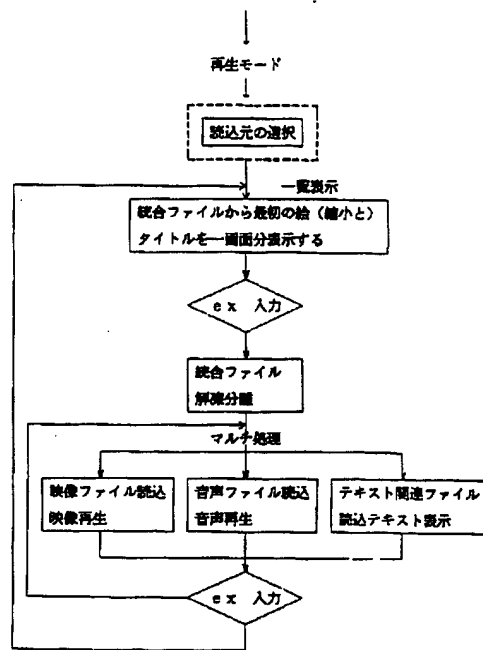 再生モード
読込元の選択
一覧表示
統合ファイルから最初の絵（縮小と）
タイトルを一画面分表示する
ｅｘ　入力
統合ファイル
解凍分離
マルチ処理
映像ファイル読込
映像再生
音声ファイル読込
音声再生
テキスト関連ファイル
読込テキスト表示
ｅｘ　入力